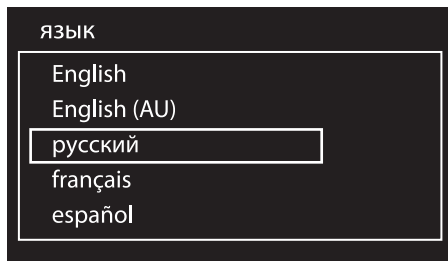 язык
English
English (AU)
русский
français
español